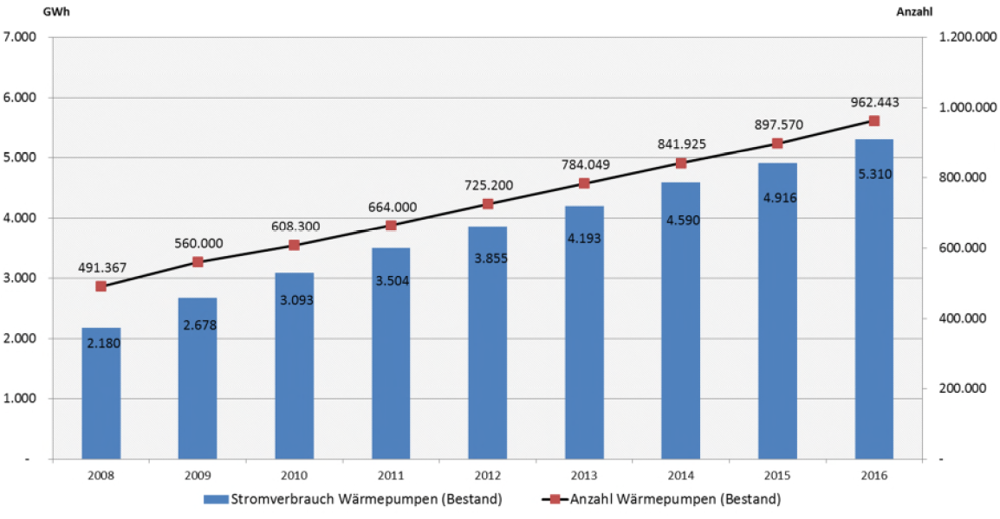 GWh Anzahl
7.000 1.200.000
6.000 1.000.000
5.000 800.000
4.000 600.000
3.000 400.000
2.000 200.000
1.000 -
-
491.367 560.000 608.300 664.000 725.200 784.049 841.925 897.570 962.443
2.180 2.678 3.093 3.504 3.855 4.193 4.590 4.916 5.310
2008 2009 2010 2011 2012 2013 2014 2015 2016
Stromverbrauch Wärmepumpen (Bestand) Anzahl Wärmepumpen (Bestand)